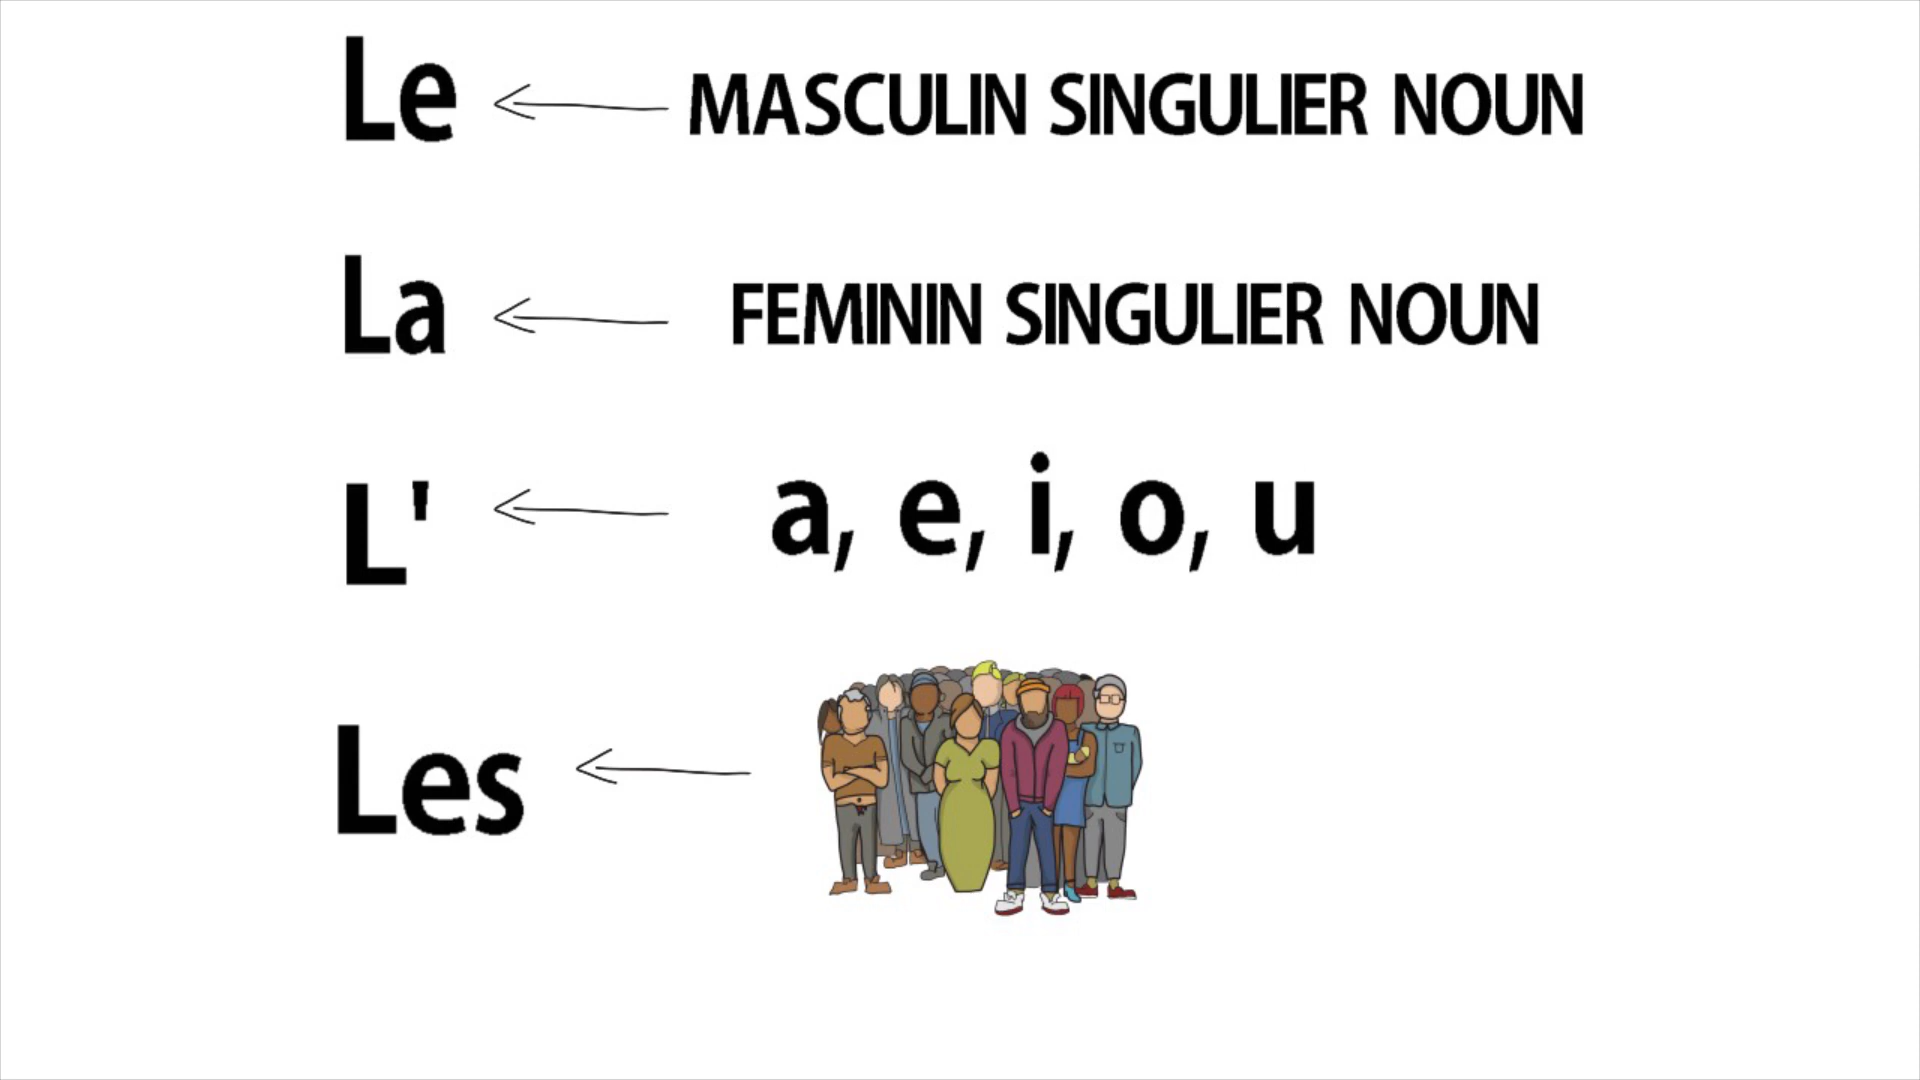 Le MASCULIN SINGULIER NOUN
La FEMININ SINGULIER NOUN
L' a, e, i, o, u
Les